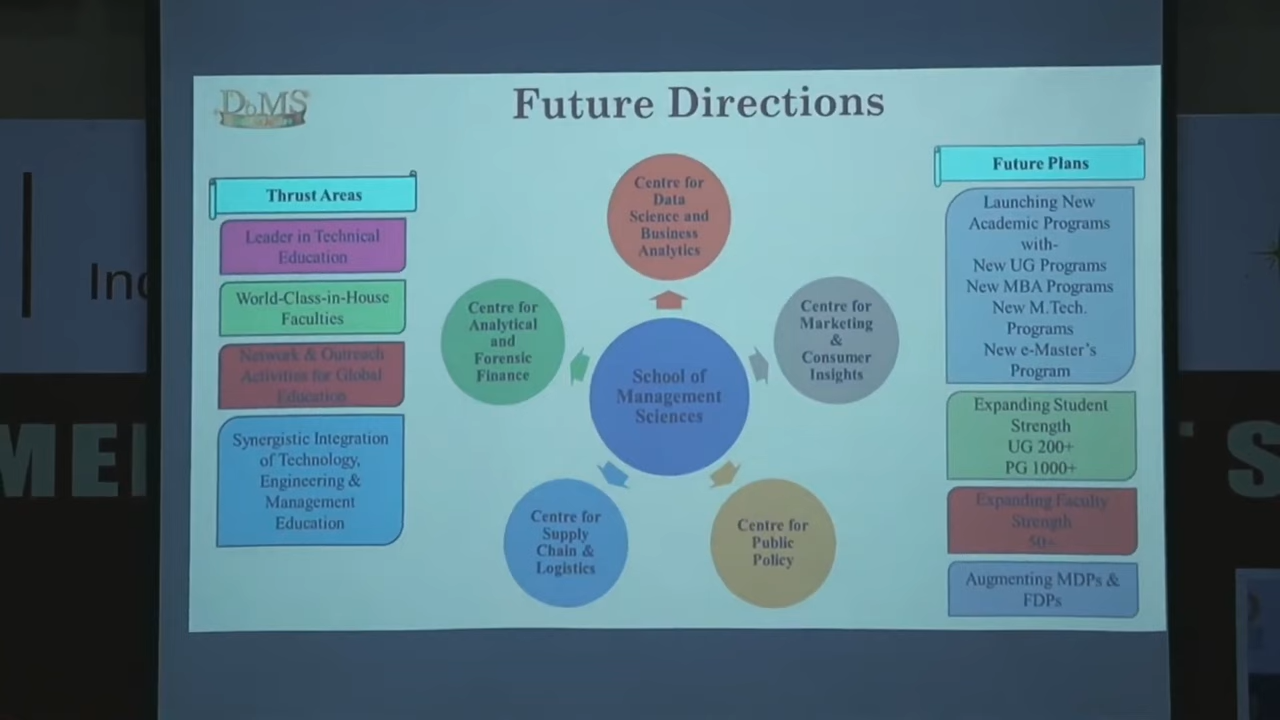 DoMS
Future Directions
Thrust Areas
Leader in Technical
Education
World-Class-in-House
Faculties
Network & Outreach
Activities for Global
Education
Synergistic Integration
of Technology,
Engineering &
Management
Education
Centre for
Data
Science and
Business
Analytics
Centre for
Analytical
and
Forensic
Finance
Centre for
Marketing
&
Consumer
Insights
School of
Management
Sciences
Centre for
Supply
Chain &
Logistics
Centre for
Public
Policy
Future Plans
Launching New
Academic Programs
with-
New UG Programs
New MBA Programs
New M.Tech.
Programs
New e-Master's
Program
Expanding Student
Strength
UG 200+
PG 1000+
Expanding Faculty
Strength
50+
Augmenting MDPs &
FDPs